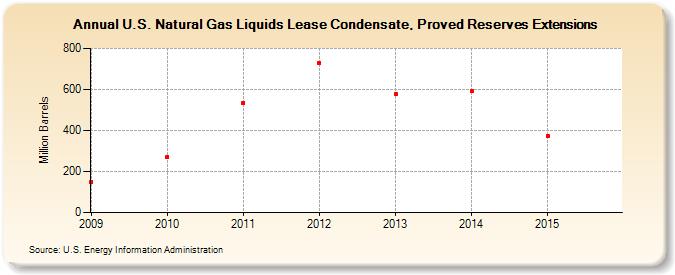 Annual U.S. Natural Gas Liquids Lease Condensate, Proved Reserves Extensions
Million Barrels
800
600
400
200
0
2009 2010 2011 2012 2013 2014 2015
Source: U.S. Energy Information Administration